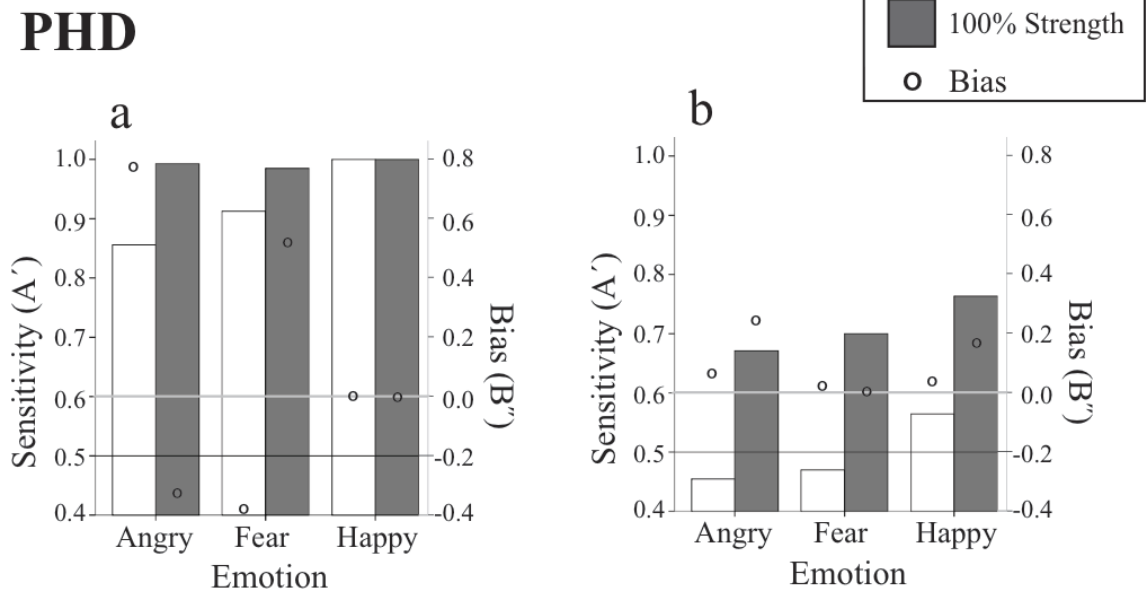 PHD
100% Strength
o Bias
a
Sensitivity (A´)
1.0
0.9
0.8
0.7
0.6
0.5
0.4
0.8
0.6
0.4
0.2
0.0
-0.2
-0.4
Bias (B˝)
Angry Fear Happy
Emotion
b
Sensitivity (A´)
1.0
0.9
0.8
0.7
0.6
0.5
0.4
0.8
0.6
0.4
0.2
0.0
-0.2
-0.4
Bias (B˝)
Angry Fear Happy
Emotion